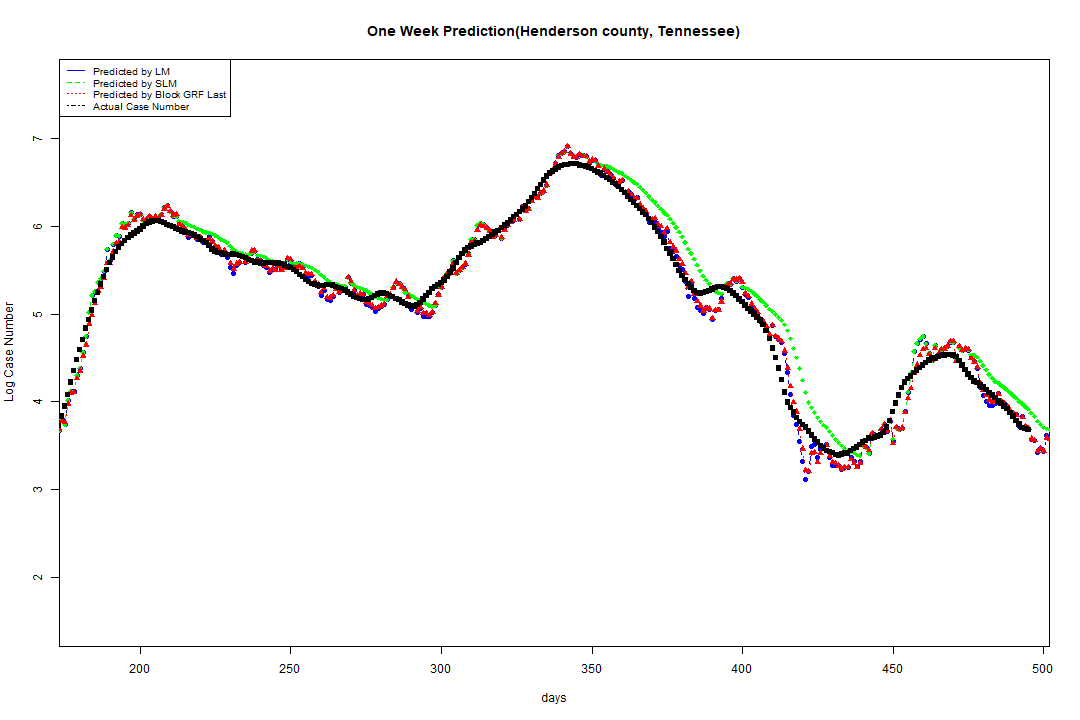 One Week Prediction(Henderson county, Tennessee)
Predicted by LM
Predicted by SLM
Predicted by Block GRF Last
Actual Case Number
7
6
5
4
3
2
Log Case Number
200 250 300 350 400 450 500
days